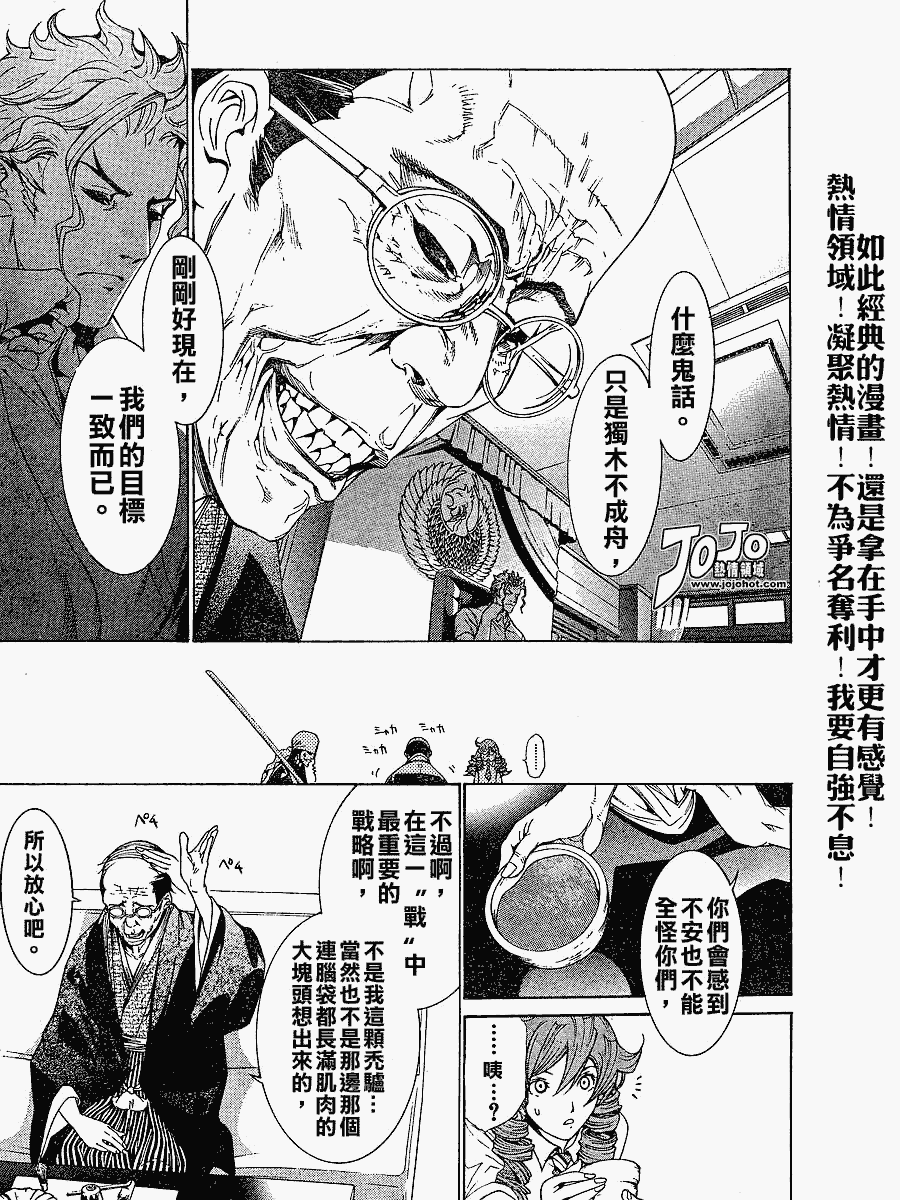 如此經典的漫畫！還是拿在手中才更有感覺！
熱情領域！凝聚熱情！不為爭名奪利！我要自強不息！
什麼鬼話。
只是獨木不成舟，
剛剛好現在，
我們的目標
一致而已。
JOJO
熱情領域
www.jojohot.com
……
ミャカ
ミャカ
你們會感到
不安也不能
全怪你們，
…咦…？
不過啊，
在這一〝戰〞中
最重要的
戰略啊，
不是我這顆禿驢…
當然也不是那邊那個
連腦袋都長滿肌肉的
大塊頭想出來的，
ペチ
ペチ
所以放心吧。